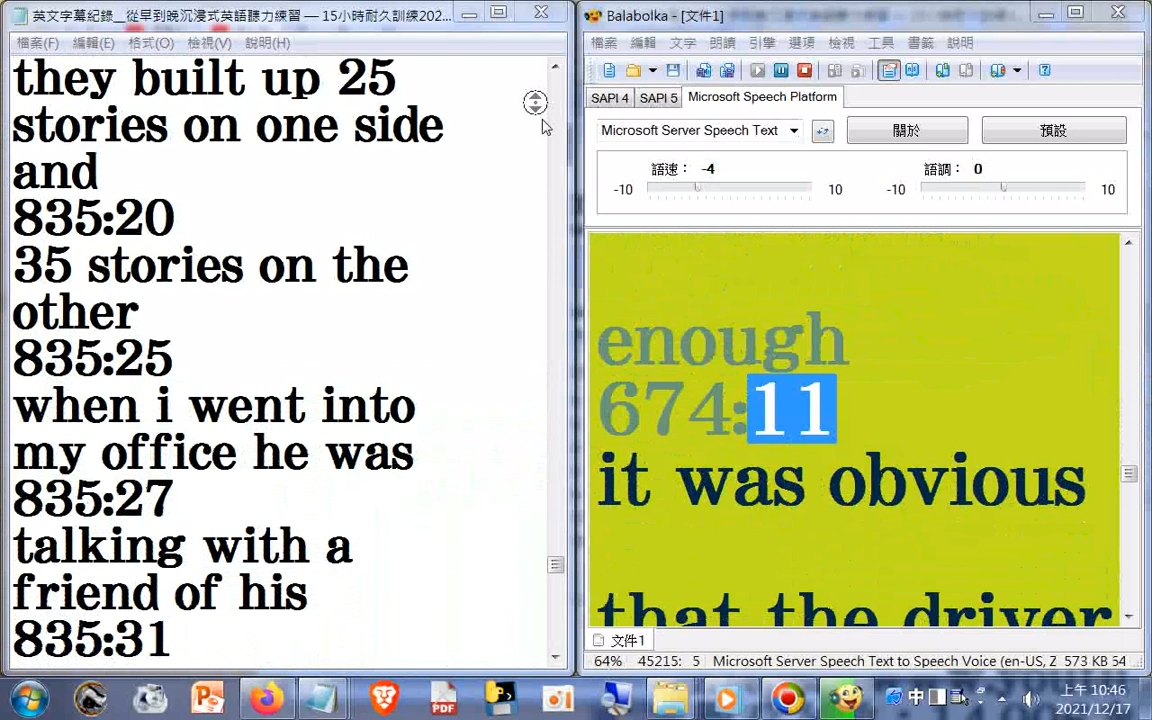 英文字幕紀錄__從早到晚沉浸式英語聽力練習 — 15小時耐久訓練202...
檔案(F) 編輯(E) 格式(O) 檢視(V) 說明(H)
they built up 25
stories on one side
and
835:20
35 stories on the
other
835:25
when i went into
my office he was
835:27
talking with a
friend of his
835:31
Balabolka - [文件1]
檔案 編輯 文字 朗讀 引擎 選項 檢視 工具 書籤 說明
SAPI 4 SAPI 5 Microsoft Speech Platform
Microsoft Server Speech Text 關於 預設
語速： -4 語調： 0
-10 10 -10 10
enough
674:11
it was obvious
that the driver
文件1
64% 45215: 5 Microsoft Server Speech Text to Speech Voice (en-US, Z 573 KB 54
PDF
中
上午 10:46
2021/12/17